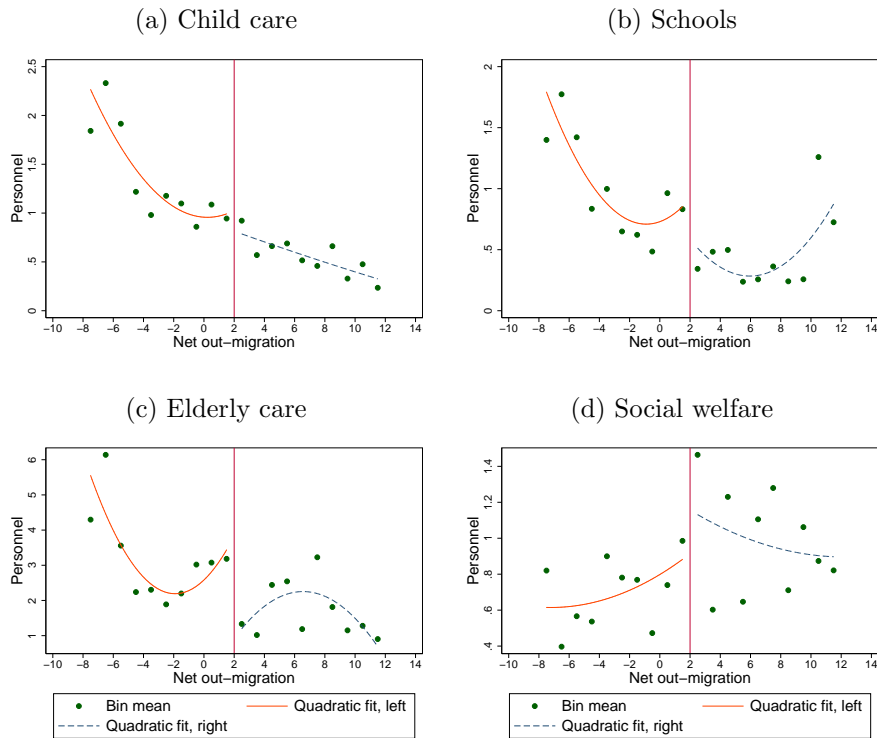 (a) Child care
(b) Schools
Personnel
0 .5 1 1.5 2 2.5
−10 −8 −6 −4 −2 0 2 4 6 8 10 12 14
Net out−migration
Personnel
0 .5 1 1.5 2
−10 −8 −6 −4 −2 0 2 4 6 8 10 12 14
Net out−migration
(c) Elderly care
(d) Social welfare
Personnel
1 2 3 4 5 6
−10 −8 −6 −4 −2 0 2 4 6 8 10 12 14
Net out−migration
Bin mean
Quadratic fit, left
Quadratic fit, right
Personnel
.4 .6 .8 1 1.2 1.4
−10 −8 −6 −4 −2 0 2 4 6 8 10 12 14
Net out−migration
Bin mean
Quadratic fit, left
Quadratic fit, right